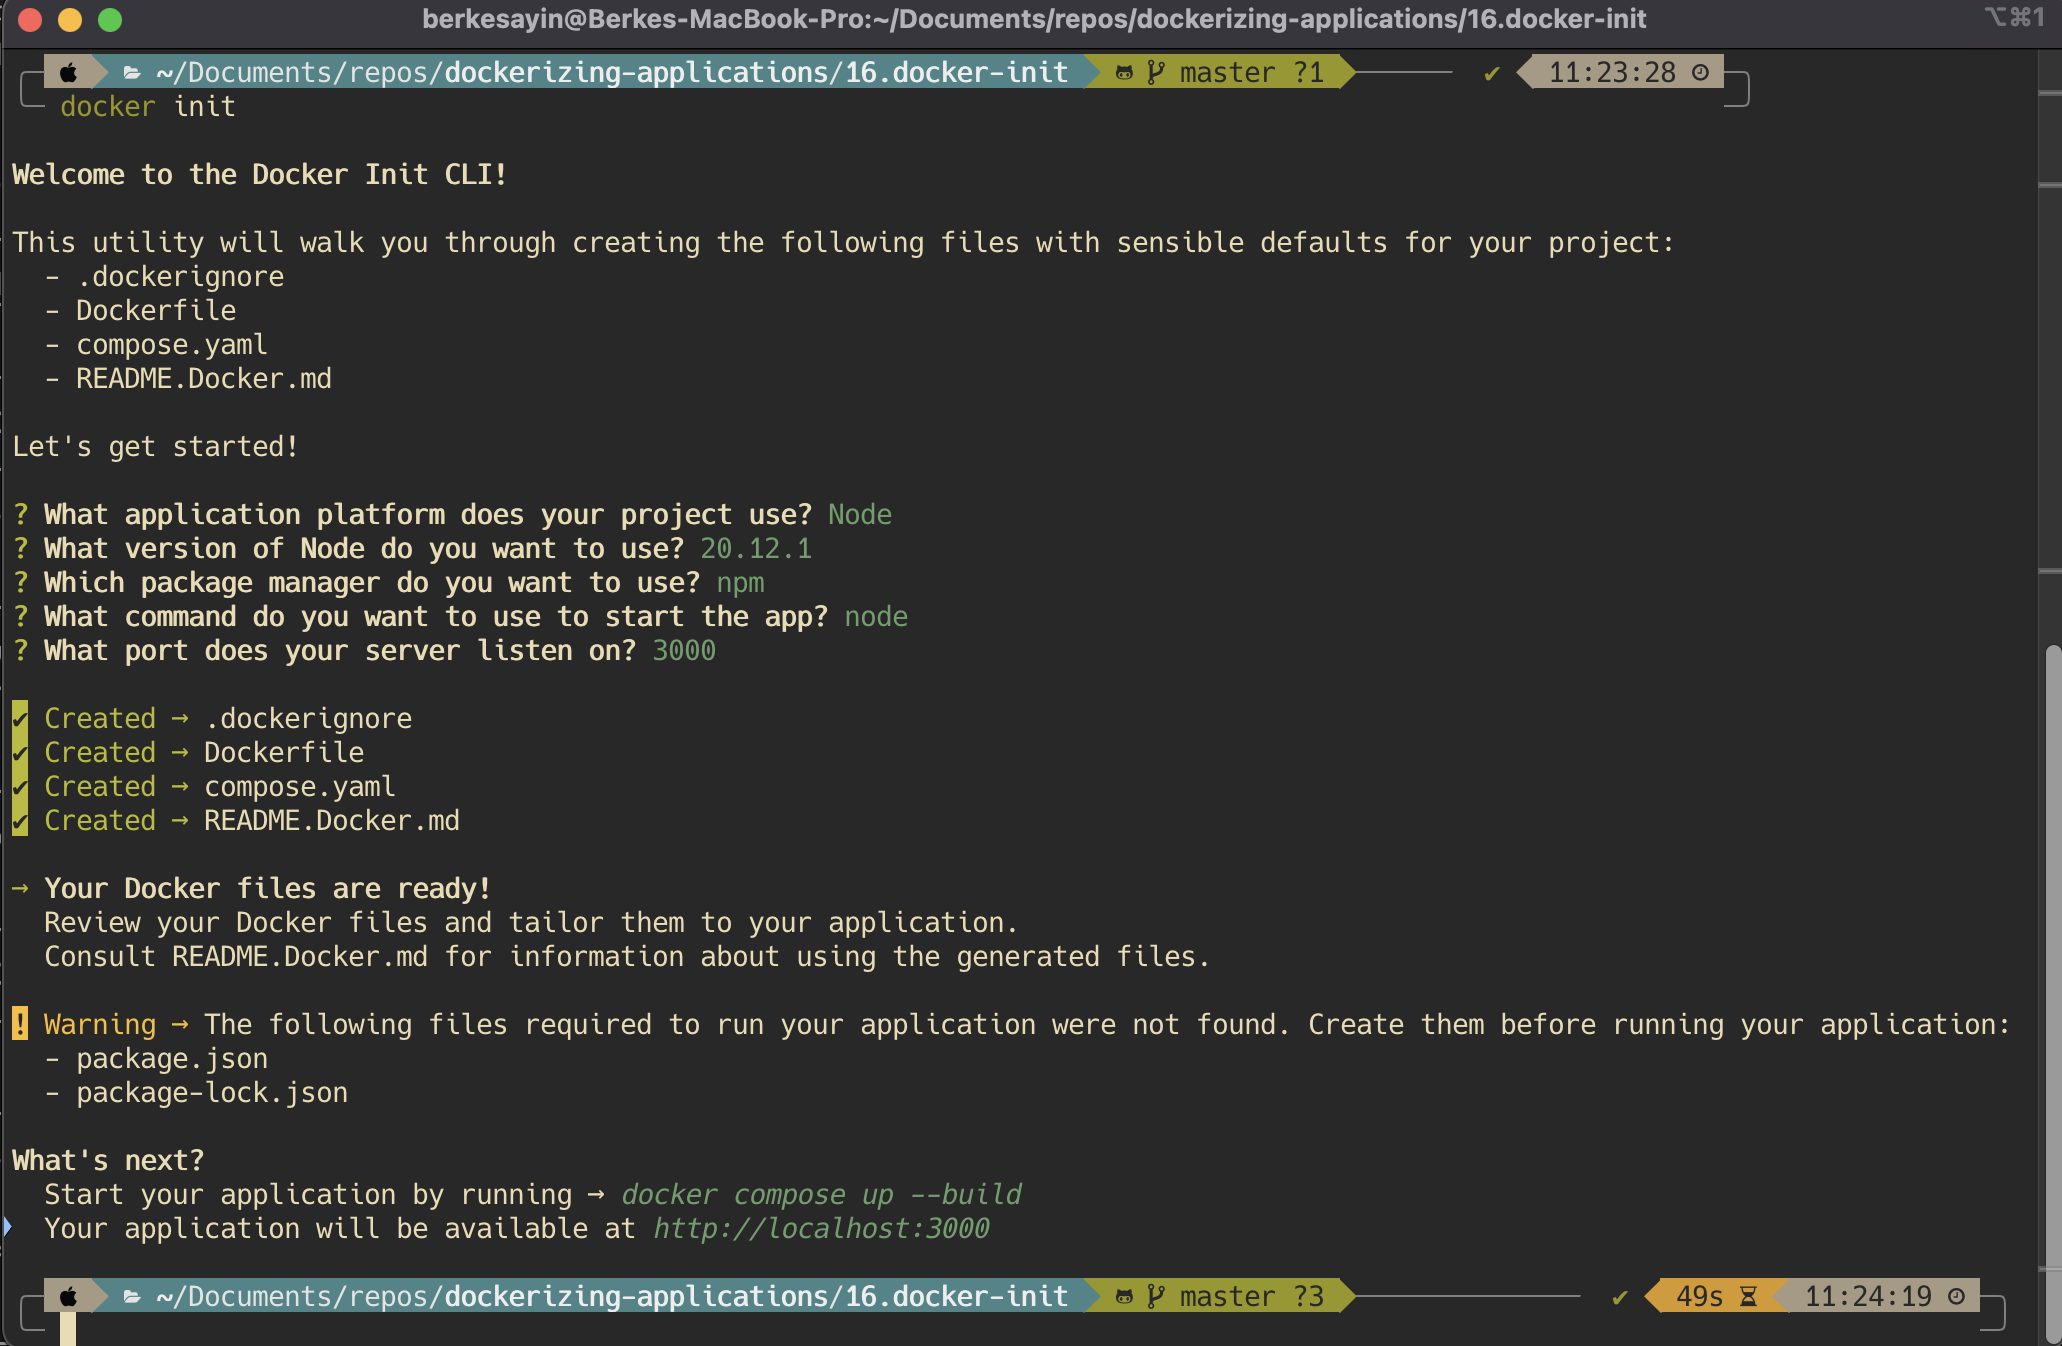 berkesayin@Berkes-MacBook-Pro:~/Documents/repos/dockerizing-applications/16.docker-init ⌥⌘1
~/Documents/repos/dockerizing-applications/16.docker-init master ?1 ✔ 11:23:28
docker init
Welcome to the Docker Init CLI!
This utility will walk you through creating the following files with sensible defaults for your project:
- .dockerignore
- Dockerfile
- compose.yaml
- README.Docker.md
Let's get started!
? What application platform does your project use? Node
? What version of Node do you want to use? 20.12.1
? Which package manager do you want to use? npm
? What command do you want to use to start the app? node
? What port does your server listen on? 3000
✔ Created → .dockerignore
✔ Created → Dockerfile
✔ Created → compose.yaml
✔ Created → README.Docker.md
→ Your Docker files are ready!
Review your Docker files and tailor them to your application.
Consult README.Docker.md for information about using the generated files.
! Warning → The following files required to run your application were not found. Create them before running your application:
- package.json
- package-lock.json
What's next?
Start your application by running → docker compose up --build
Your application will be available at http://localhost:3000
~/Documents/repos/dockerizing-applications/16.docker-init master ?3 ✔ 49s 11:24:19